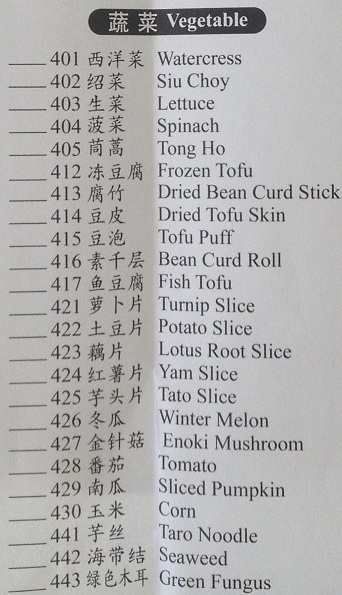 蔬菜 Vegetable
401 西洋菜 Watercress
402 绍菜 Siu Choy
403 生菜 Lettuce
404 菠菜 Spinach
405 茼蒿 Tong Ho
412 冻豆腐 Frozen Tofu
413 腐竹 Dried Bean Curd Stick
414 豆皮 Dried Tofu Skin
415 豆泡 Tofu Puff
416 素千层 Bean Curd Roll
417 鱼豆腐 Fish Tofu
421 萝卜片 Turnip Slice
422 土豆片 Potato Slice
423 藕片 Lotus Root Slice
424 红薯片 Yam Slice
425 芋头片 Tato Slice
426 冬瓜 Winter Melon
427 金针菇 Enoki Mushroom
428 番茄 Tomato
429 南瓜 Sliced Pumpkin
430 玉米 Corn
441 芋丝 Taro Noodle
442 海带结 Seaweed
443 绿色木耳 Green Fungus